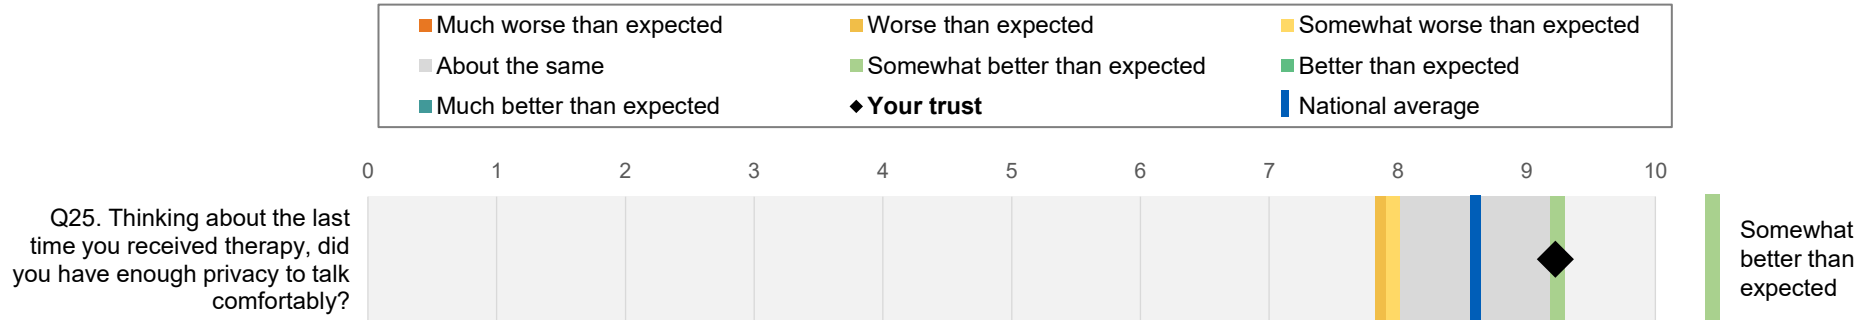 Much worse than expected
Worse than expected
Somewhat worse than expected
About the same
Somewhat better than expected
Better than expected
Much better than expected
Your trust
National average
0 1 2 3 4 5 6 7 8 9 10
Q25. Thinking about the last
time you received therapy, did
you have enough privacy to talk
comfortably?
Somewhat
better than
expected